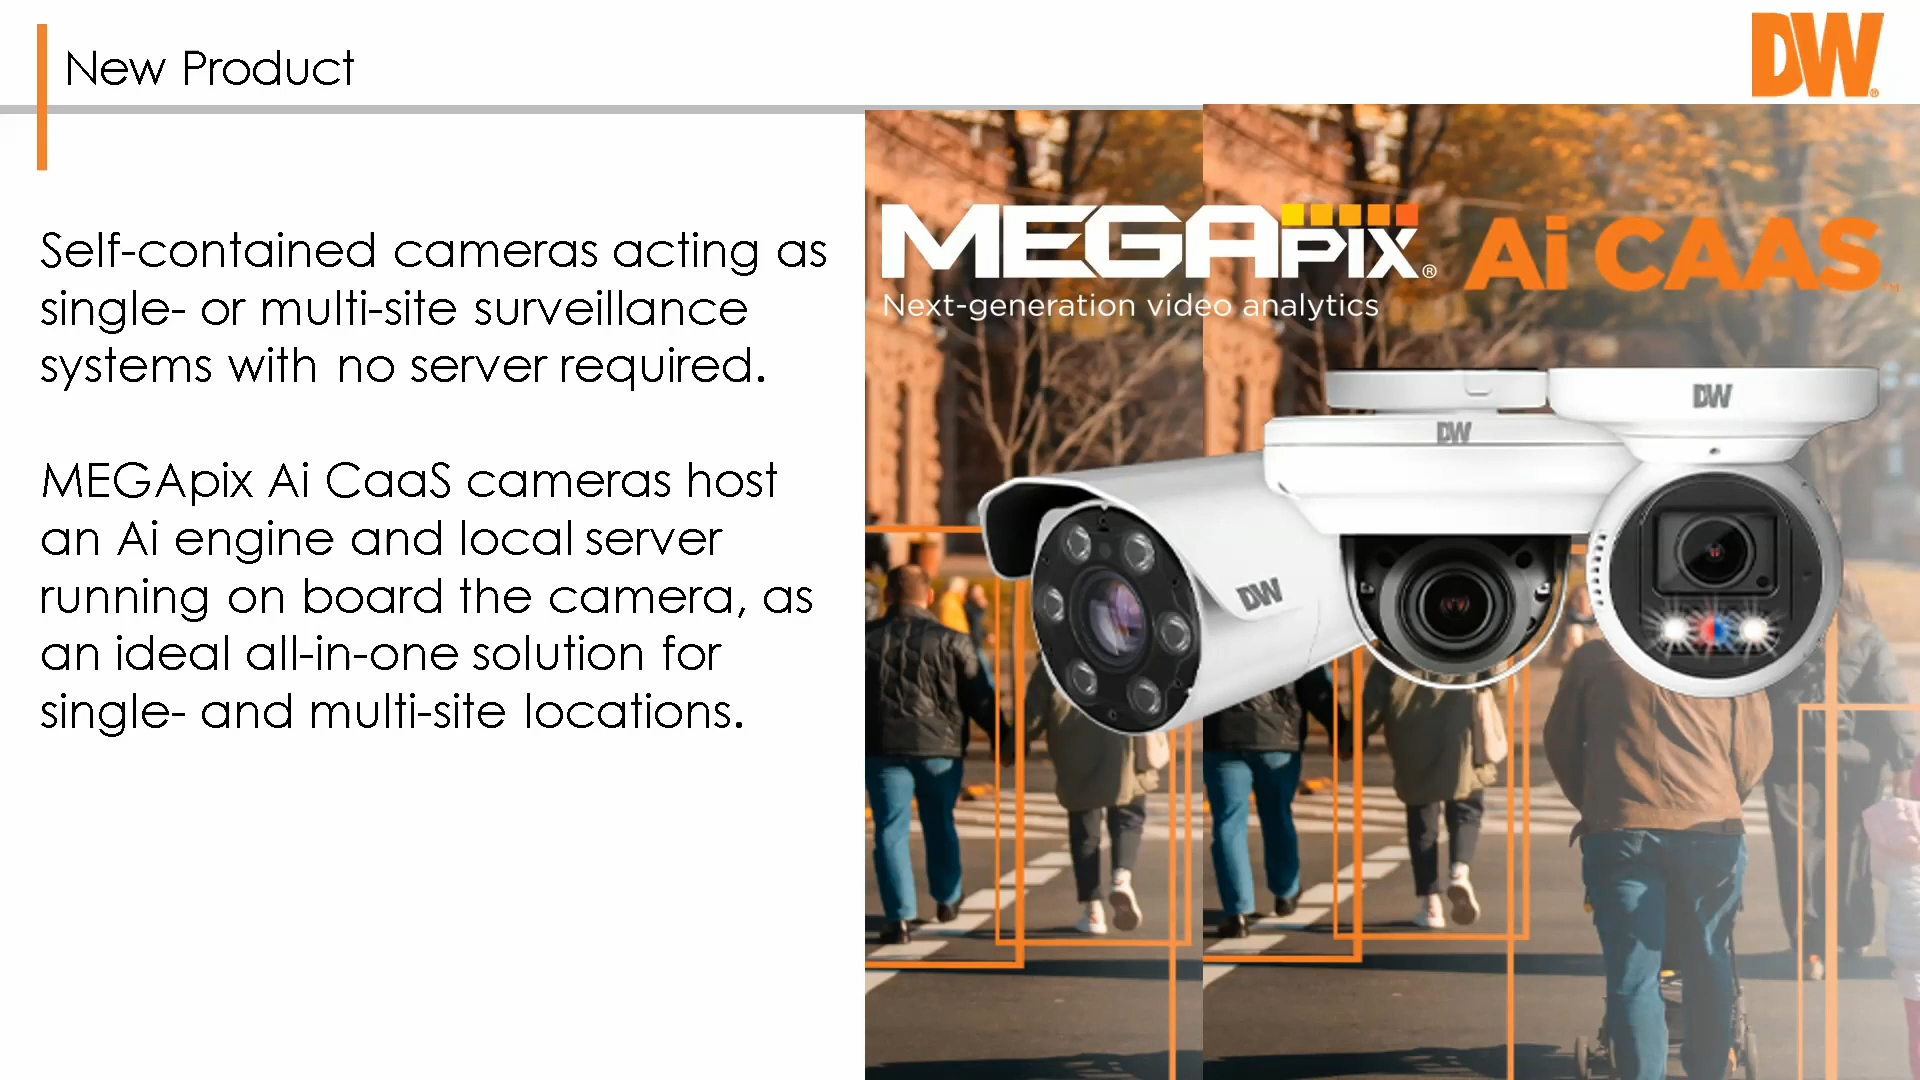 New Product
DW®
Self-contained cameras acting as
single- or multi-site surveillance
systems with no server required.
MEGApix Ai CaaS cameras host
an Ai engine and local server
running on board the camera, as
an ideal all-in-one solution for
single- and multi-site locations.
MEGApix® Ai CAAS™
Next-generation video analytics
DW
DW
DW